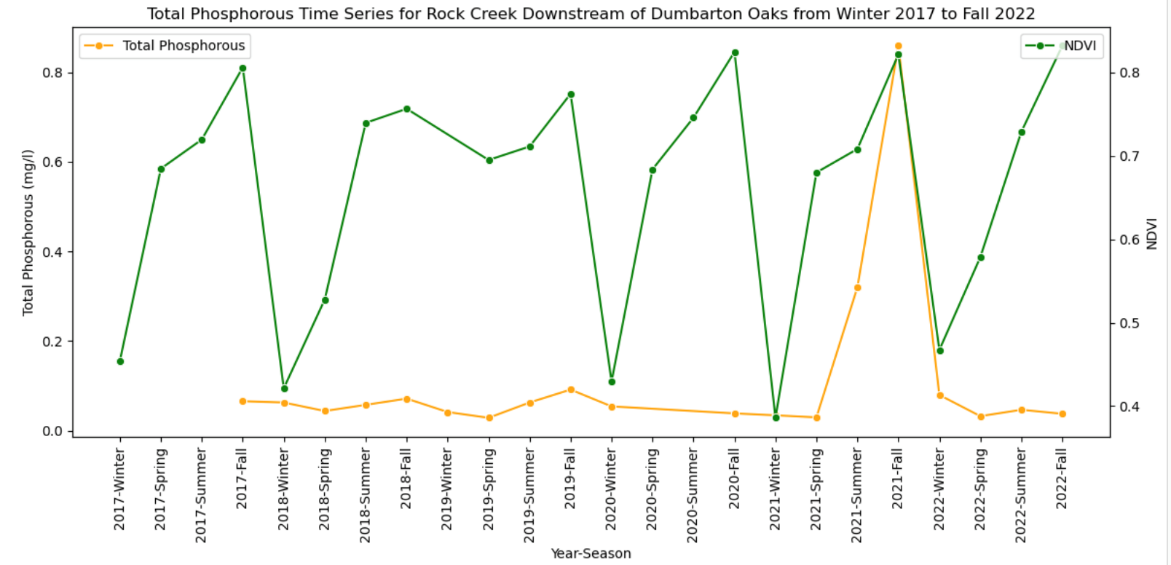 Total Phosphorous Time Series for Rock Creek Downstream of Dumbarton Oaks from Winter 2017 to Fall 2022
Total Phosphorous
NDVI
Total Phosphorous (mg/l)
0.8
0.6
0.4
0.2
0.0
0.8
0.7
0.6
0.5
0.4
NDVI
2017-Winter
2017-Spring
2017-Summer
2017-Fall
2018-Winter
2018-Spring
2018-Summer
2018-Fall
2019-Winter
2019-Spring
2019-Summer
2019-Fall
2020-Winter
2020-Spring
2020-Summer
2020-Fall
2021-Winter
2021-Spring
2021-Summer
2021-Fall
2022-Winter
2022-Spring
2022-Summer
2022-Fall
Year-Season